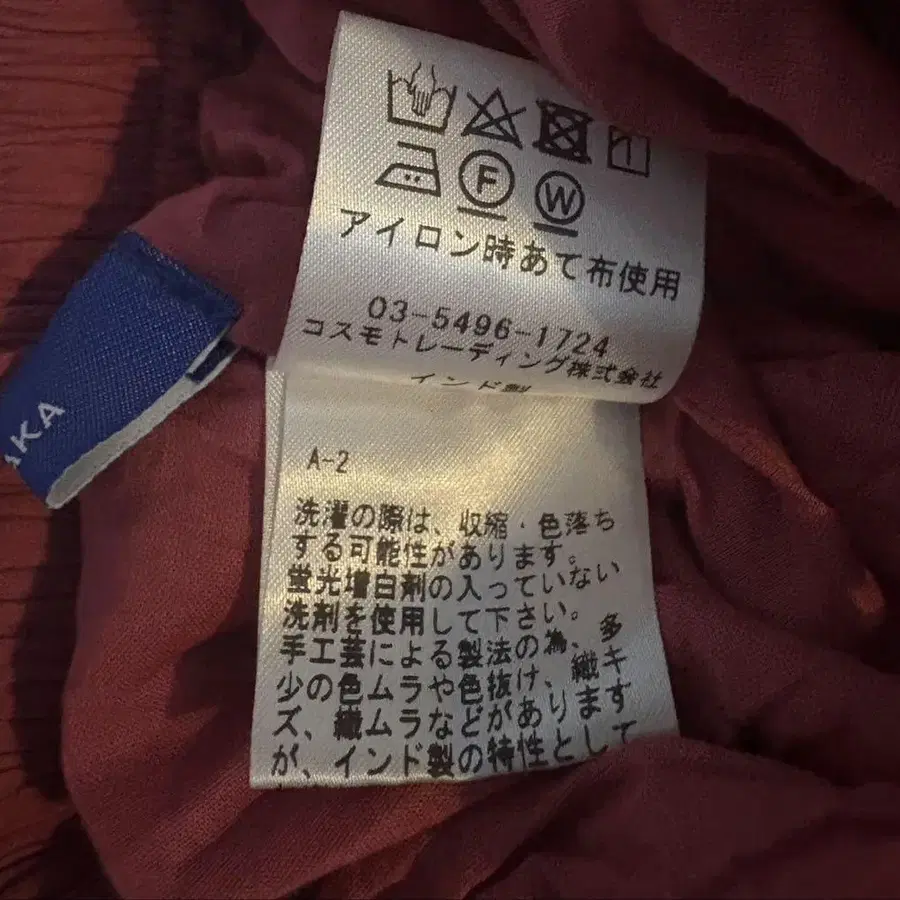 F
W
アイロン時あて布使用
03-5496-1724
コスモトレーディング株式会社
インド製
A-2
洗濯の際は、収縮・色落ち
する可能性があります。
蛍光増白剤の入っていない
洗剤を使用して下さい。
手工芸による製法の為、多
少の色ムラや色抜け、織キ
ズ、織ムラなどがあります
が、インド製の特性として
AKA